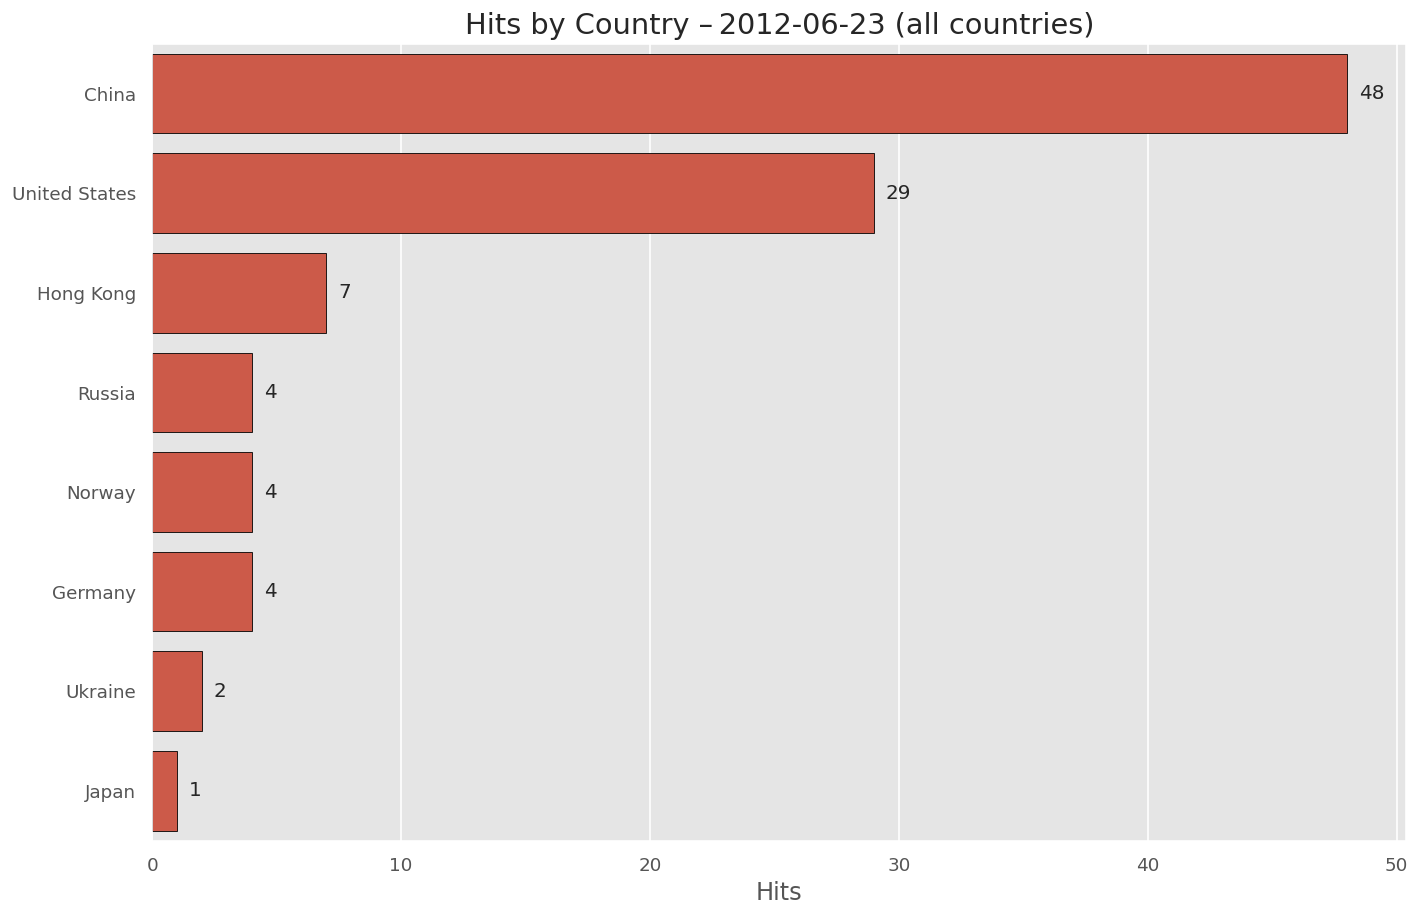 Hits by Country – 2012-06-23 (all countries)
China 48
United States 29
Hong Kong 7
Russia 4
Norway 4
Germany 4
Ukraine 2
Japan 1
0 10 20 30 40 50
Hits